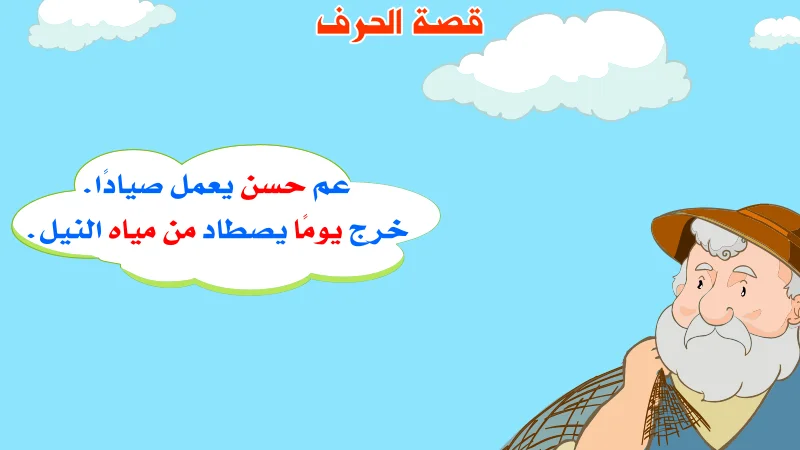 قصة الحرف
عم حسن يعمل صيادًا.
خرج يومًا يصطاد من مياه النيل.